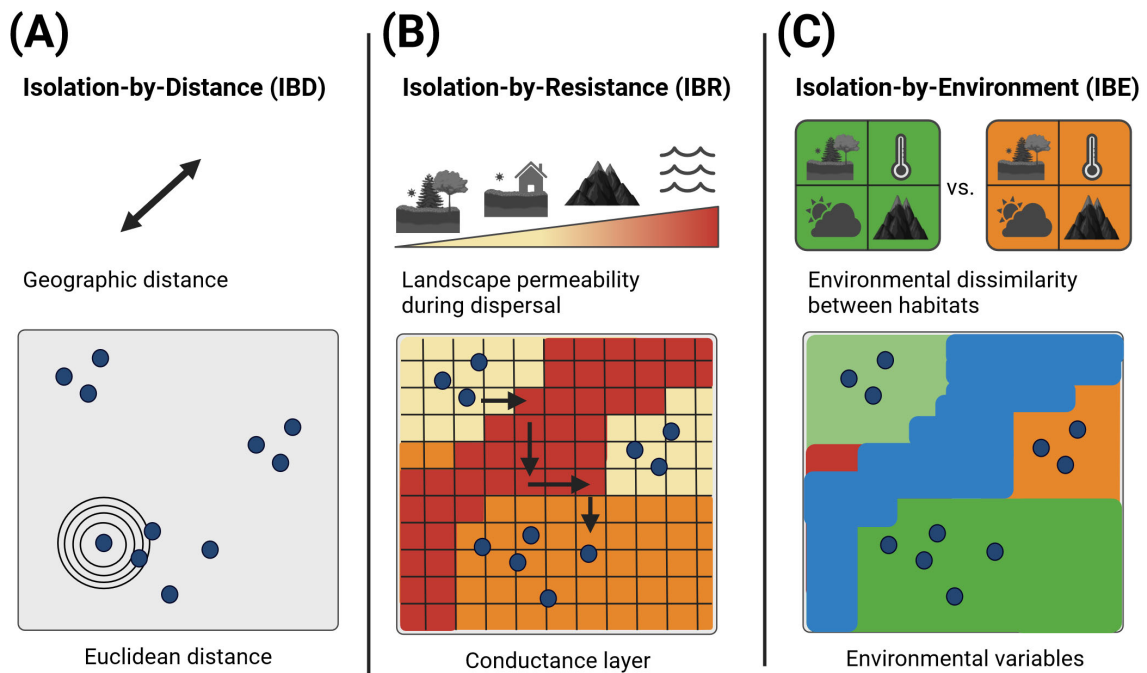 (A)
Isolation-by-Distance (IBD)
Geographic distance
Euclidean distance
(B)
Isolation-by-Resistance (IBR)
Landscape permeability
during dispersal
Conductance layer
(C)
Isolation-by-Environment (IBE)
vs.
Environmental dissimilarity
between habitats
Environmental variables